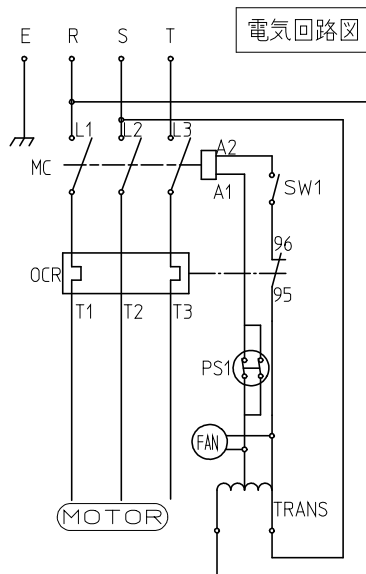 電気回路図
E R S T
L1 L2 L3
A2
MC
A1
SW1
96
OCR
95
T1 T2 T3
PS1
FAN
TRANS
MOTOR